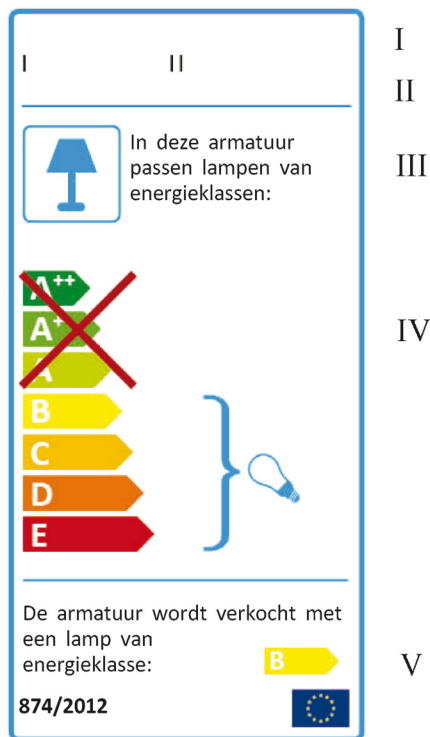 I
I II
II
In deze armatuur
passen lampen van
energieklassen:
III
A++
A+
IV
A
B
C
D
E
De armatuur wordt verkocht met
een lamp van
energieklasse:
B
V
874/2012